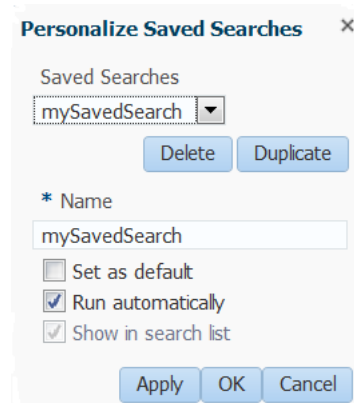 Personalize Saved Searches ×
Saved Searches
mySavedSearch
Delete Duplicate
* Name
mySavedSearch
Set as default
Run automatically
Show in search list
Apply OK Cancel